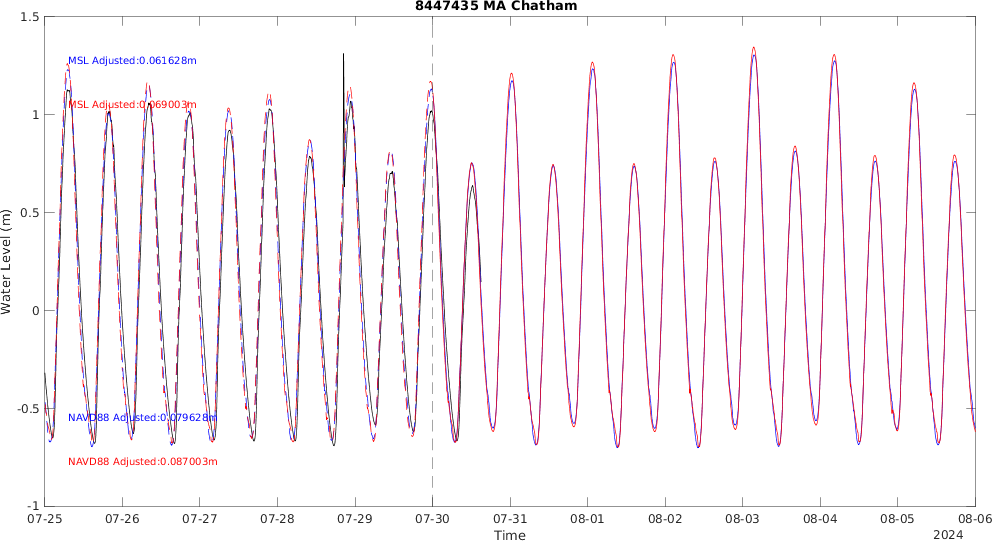 8447435 MA Chatham
1.5
MSL Adjusted:0.061628m
MSL Adjusted:0.069003m
1
0.5
Water Level (m)
0
-0.5
NAVD88 Adjusted:0.079628m
NAVD88 Adjusted:0.087003m
-1
07-25 07-26 07-27 07-28 07-29 07-30 07-31 08-01 08-02 08-03 08-04 08-05 08-06
Time
2024